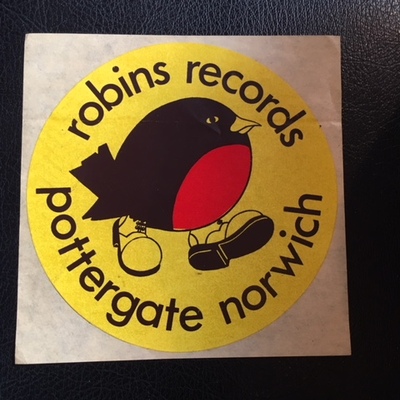 robins records
pottergate norwich